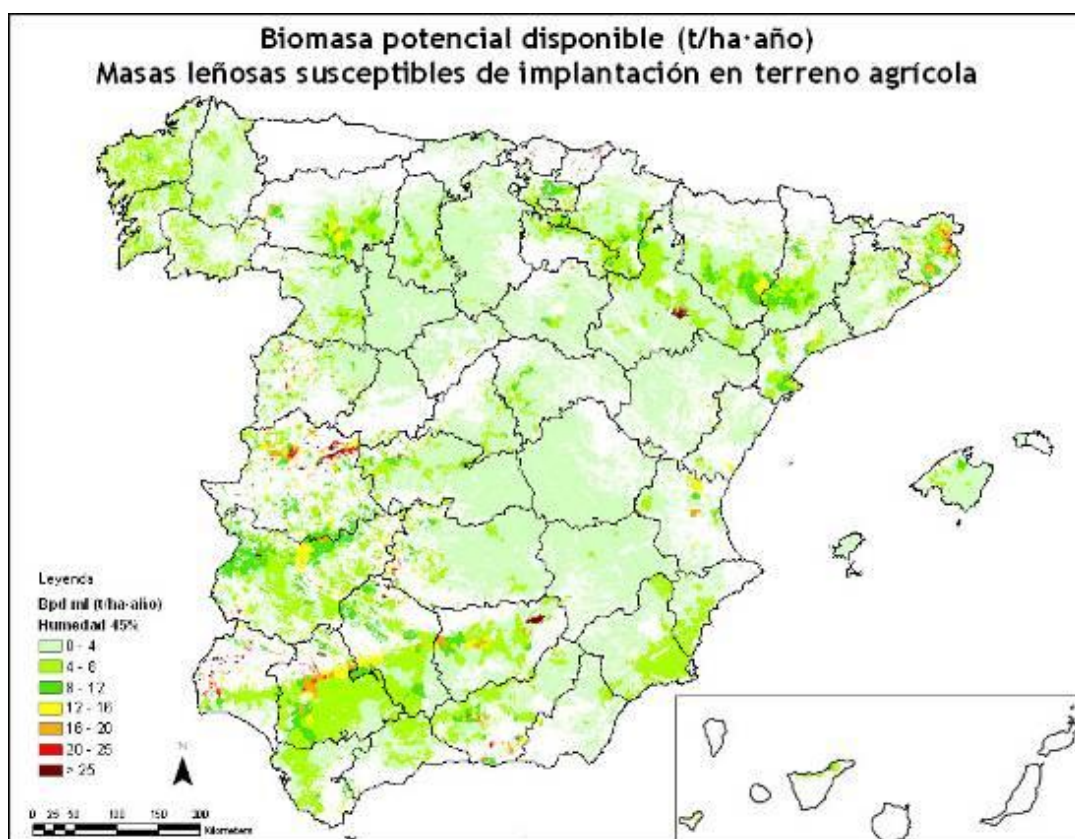 Biomasa potencial disponible (t/ha·año)
Masas leñosas susceptibles de implantación en terreno agrícola
Leyenda
Bpd ml (t/ha·año)
Humedad 45%
0 - 4
4 - 8
8 - 12
12 - 16
16 - 20
20 - 25
> 25
N
0 25 50 100 150 200
Kilometers